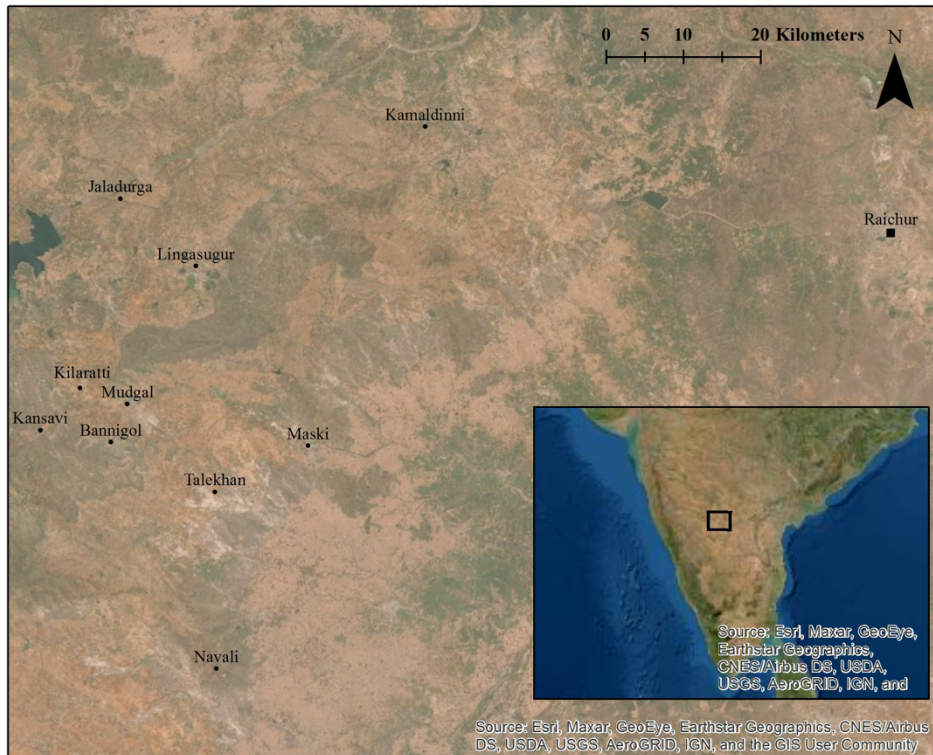 0 5 10 20 Kilometers
N
Kamaldinni
Jaladurga
Raichur
Lingasugur
Kilaratti
Mudgal
Kansavi
Bannigol
Maski
Talekhan
Navali
Source: Esri, Maxar, GeoEye,
Earthstar Geographics,
CNES/Airbus DS, USDA,
USGS, AeroGRID, IGN, and
Source: Esri, Maxar, GeoEye, Earthstar Geographics, CNES/Airbus
DS, USDA, USGS, AeroGRID, IGN, and the GIS User Community